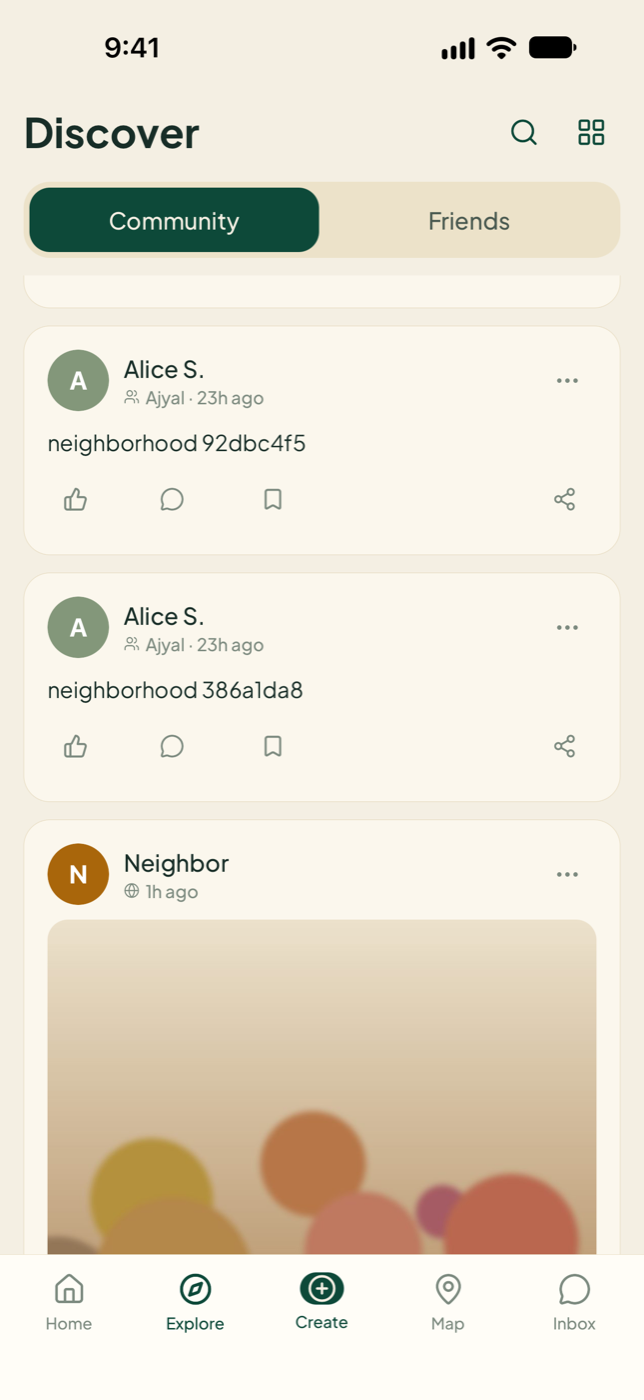 9:41
Discover
Community
Friends
A
Alice S.
Ajyal · 23h ago
neighborhood 92dbc4f5
A
Alice S.
Ajyal · 23h ago
neighborhood 386a1da8
N
Neighbor
1h ago
Home
Explore
Create
Map
Inbox